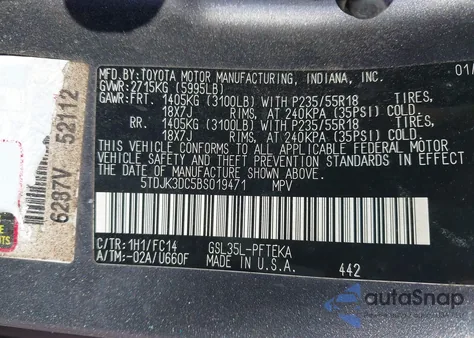 MFD.BY:TOYOTA MOTOR MANUFACTURING, INDIANA, INC.
01/
GVWR:2715KG (5995LB)
GAWR:FRT. 1405KG (3100LB) WITH P235/55R18 TIRES,
18X7J RIMS, AT 240KPA (35PSI) COLD
RR. 1405KG (3100LB) WITH P235/55R18 TIRES,
18X7J RIMS, AT 240KPA (35PSI)
THIS VEHICLE CONFORMS TO ALL APPLICABLE FEDERAL MOTOR
VEHICLE SAFETY AND THEFT PREVENTION STANDARDS IN EFFECT ON
THE DATE OF MANUFACTURE SHOWN ABOVE.
5TDJK3DC5BS019471 MPV
C/TR:1H1/FC14 GSL35L-PFTEKA
A/TM:-02A/U660F MADE IN U.S.A. 442
6287V 52112
autoSnap